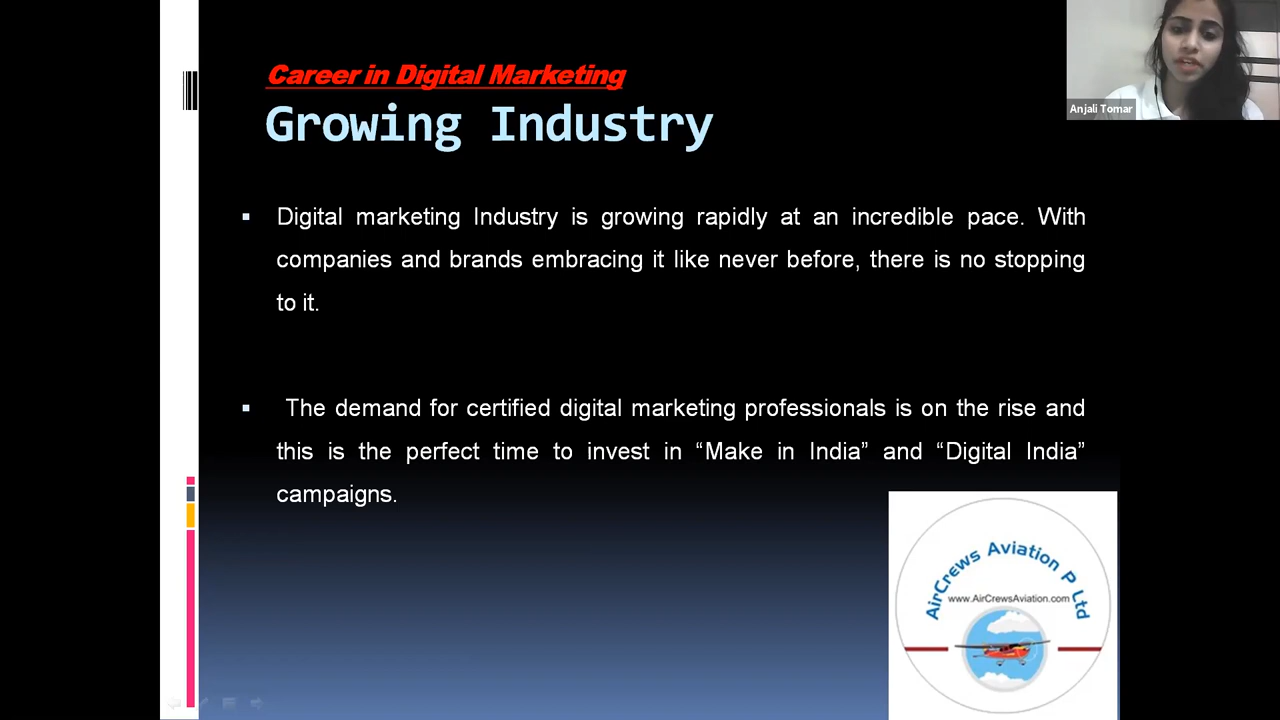 Career in Digital Marketing
Growing Industry
Anjali Tomar
▪ Digital marketing Industry is growing rapidly at an incredible pace. With
companies and brands embracing it like never before, there is no stopping
to it.
▪ The demand for certified digital marketing professionals is on the rise and
this is the perfect time to invest in “Make in India” and “Digital India”
campaigns.
AirCrews Aviation P Ltd
www.AirCrewsAviation.com